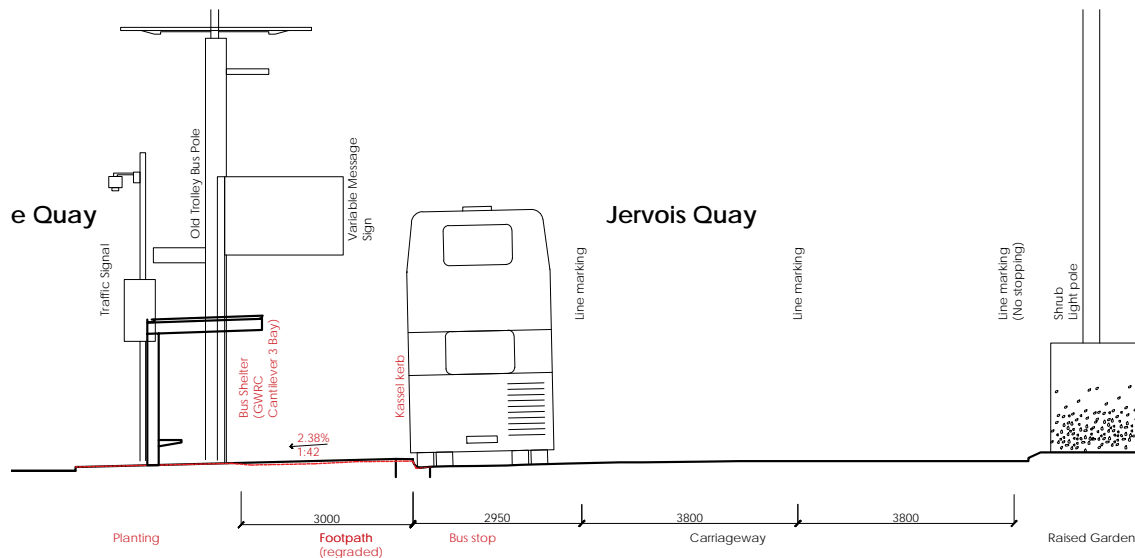 e Quay
Jervois Quay
Traffic Signal
Old Trolley Bus Pole
Variable Message
Sign
Bus Shelter
(GWRC
Cantilever 3 Bay)
Kassel kerb
Line marking
Line marking
Line marking
(No stopping)
Shrub
Light pole
2.38%
1:42
3000
2950
3800
3800
Planting
Footpath
(regraded)
Bus stop
Carriageway
Raised Garden